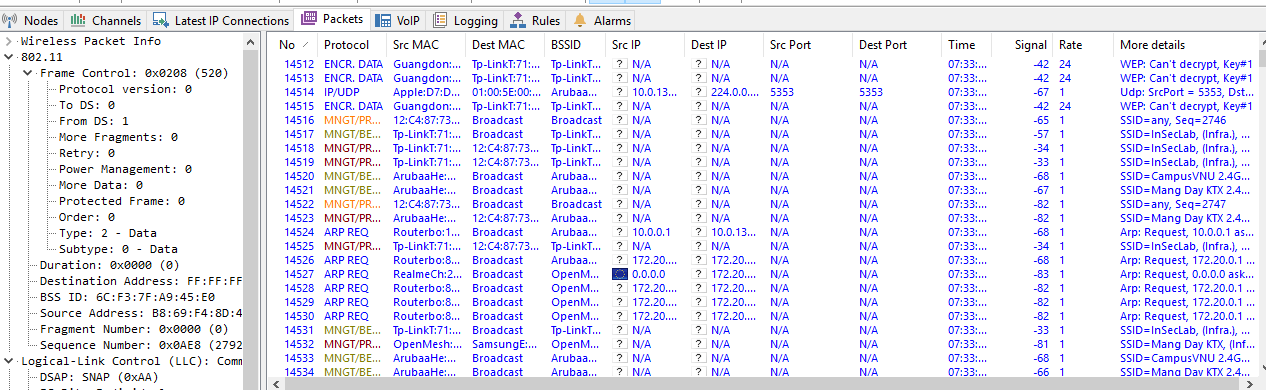 Nodes Channels Latest IP Connections Packets VoIP Logging Rules Alarms
Wireless Packet Info
802.11
Frame Control: 0x0208 (520)
Protocol version: 0
To DS: 0
From DS: 1
More Fragments: 0
Retry: 0
Power Management: 0
More Data: 0
Protected Frame: 0
Order: 0
Type: 2 - Data
Subtype: 0 - Data
Duration: 0x0000 (0)
Destination Address: FF:FF:FF
BSS ID: 6C:F3:7F:A9:45:E0
Source Address: B8:69:F4:8D:4
Fragment Number: 0x0000 (0)
Sequence Number: 0x0AE8 (2792
Logical-Link Control (LLC): Comm
DSAP: SNAP (0xAA)
No Protocol Src MAC Dest MAC BSSID Src IP Dest IP Src Port Dest Port Time Signal Rate More details
14512 ENCR. DATA Guangdon:... Tp-LinkT:71:... Tp-LinkT... ? N/A ? N/A N/A N/A 07:33:... -42 24 WEP: Can't decrypt, Key#1
14513 ENCR. DATA Guangdon:... Tp-LinkT:71:... Tp-LinkT... ? N/A ? N/A N/A N/A 07:33:... -42 24 WEP: Can't decrypt, Key#1
14514 IP/UDP Apple:D7:D... 01:00:5E:00:... Arubaa... ? 10.0.13... ? 224.0.0... 5353 5353 07:33:... -67 1 Udp: SrcPort = 5353, Dst...
14515 ENCR. DATA Guangdon:... Tp-LinkT:71:... Tp-LinkT... ? N/A ? N/A N/A N/A 07:33:... -42 24 WEP: Can't decrypt, Key#1
14516 MNGT/PR... 12:C4:87:73... Broadcast Broadcast ? N/A ? N/A N/A N/A 07:33:... -65 1 SSID=any, Seq=2746
14517 MNGT/BE... Tp-LinkT:71:... Broadcast Tp-LinkT... ? N/A ? N/A N/A N/A 07:33:... -57 1 SSID=InSecLab, (Infra.), ...
14518 MNGT/PR... Tp-LinkT:71:... 12:C4:87:73... Tp-LinkT... ? N/A ? N/A N/A N/A 07:33:... -34 1 SSID=InSecLab, (Infra.), ...
14519 MNGT/PR... Tp-LinkT:71:... 12:C4:87:73... Tp-LinkT... ? N/A ? N/A N/A N/A 07:33:... -33 1 SSID=InSecLab, (Infra.), ...
14520 MNGT/BE... ArubaaHe:... Broadcast Arubaa... ? N/A ? N/A N/A N/A 07:33:... -68 1 SSID=CampusVNU 2.4G...
14521 MNGT/BE... ArubaaHe:... Broadcast Arubaa... ? N/A ? N/A N/A N/A 07:33:... -67 1 SSID=Mang Day KTX 2.4...
14522 MNGT/PR... 12:C4:87:73... Broadcast Broadcast ? N/A ? N/A N/A N/A 07:33:... -82 1 SSID=any, Seq=2747
14523 MNGT/PR... ArubaaHe:... 12:C4:87:73... Arubaa... ? N/A ? N/A N/A N/A 07:33:... -82 1 SSID=Mang Day KTX 2.4...
14524 ARP REQ Routerbo:1... Broadcast Arubaa... ? 10.0.0.1 ? 10.0.13... N/A N/A 07:33:... -68 1 Arp: Request, 10.0.0.1 as...
14525 MNGT/PR... Tp-LinkT:71:... 12:C4:87:73... Tp-LinkT... ? N/A ? N/A N/A N/A 07:33:... -34 1 SSID=InSecLab, (Infra.), ...
14526 ARP REQ Routerbo:8... Broadcast Arubaa... ? 172.20.... ? 172.20.... N/A N/A 07:33:... -68 1 Arp: Request, 172.20.0.1 ...
14527 ARP REQ RealmeCh:2... Broadcast OpenM... 0.0.0.0 ? 172.20.... N/A N/A 07:33:... -83 1 Arp: Request, 0.0.0.0 ask...
14528 ARP REQ Routerbo:8... Broadcast OpenM... ? 172.20.... ? 172.20.... N/A N/A 07:33:... -82 1 Arp: Request, 172.20.0.1 ...
14529 ARP REQ Routerbo:8... Broadcast OpenM... ? 172.20.... ? 172.20.... N/A N/A 07:33:... -82 1 Arp: Request, 172.20.0.1 ...
14530 ARP REQ Routerbo:8... Broadcast OpenM... ? 172.20.... ? 172.20.... N/A N/A 07:33:... -82 1 Arp: Request, 172.20.0.1 ...
14531 MNGT/BE... Tp-LinkT:71:... Broadcast Tp-LinkT... ? N/A ? N/A N/A N/A 07:33:... -33 1 SSID=InSecLab, (Infra.), ...
14532 MNGT/PR... OpenMesh:... SamsungE:... OpenM... ? N/A ? N/A N/A N/A 07:33:... -81 1 SSID=Mang Day KTX, (Inf...
14533 MNGT/BE... ArubaaHe:... Broadcast Arubaa... ? N/A ? N/A N/A N/A 07:33:... -68 1 SSID=CampusVNU 2.4G...
14534 MNGT/BE... ArubaaHe:... Broadcast Arubaa... ? N/A ? N/A N/A N/A 07:33:... -66 1 SSID=Mang Day KTX 2.4...